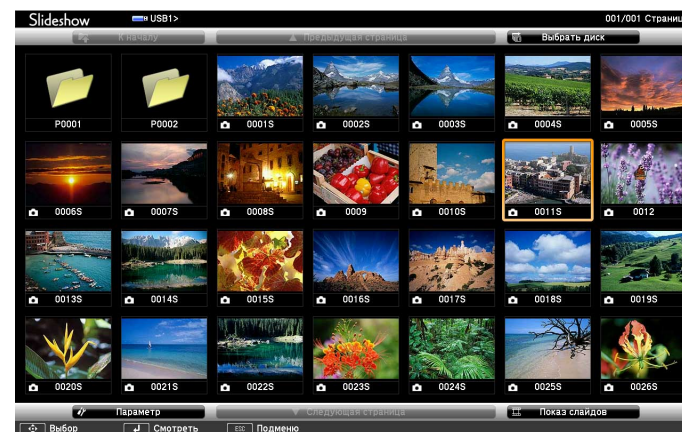 Slideshow USB1> 001/001 Страниц
К началу Предыдущая страница Выбрать диск
P0001 P0002 0001S 0002S 0003S 0004S 0005S
0006S 0007S 0008S 0009 0010S 0011S 0012
0013S 0014S 0015S 0016S 0017S 0018S 0019S
0020S 0021S 0022S 0023S 0024S 0025S 0026S
Параметр Следующая страница Показ слайдов
Выбор Смотреть ESC Подменю